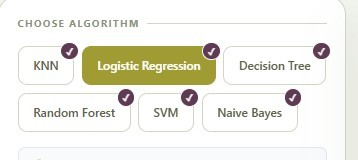 CHOOSE ALGORITHM
KNN Logistic Regression Decision Tree
Random Forest SVM Naive Bayes